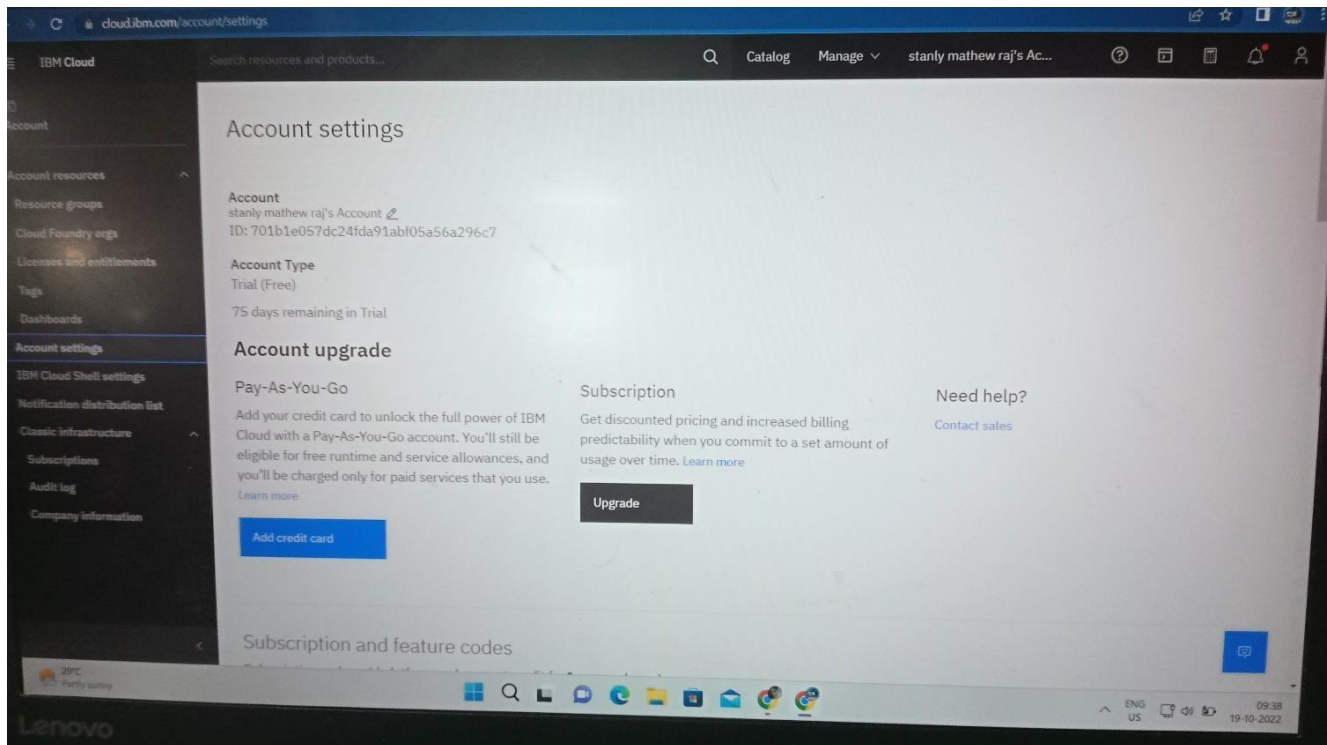 cloud.ibm.com/account/settings
IBM Cloud
Search resources and products...
Catalog
Manage
stanly mathew raj's Ac...
Account
Account resources
Resource groups
Cloud Foundry orgs
Licenses and entitlements
Tags
Dashboards
Account settings
IBM Cloud Shell settings
Notification distribution list
Classic infrastructure
Subscriptions
Audit log
Company information
Account settings
Account
stanly mathew raj's Account
ID: 701b1e057dc24fda91abf05a56a296c7
Account Type
Trial (Free)
75 days remaining in Trial
Account upgrade
Pay-As-You-Go
Add your credit card to unlock the full power of IBM
Cloud with a Pay-As-You-Go account. You'll still be
eligible for free runtime and service allowances, and
you'll be charged only for paid services that you use.
Learn more
Add credit card
Subscription
Get discounted pricing and increased billing
predictability when you commit to a set amount of
usage over time. Learn more
Upgrade
Need help?
Contact sales
Subscription and feature codes
29°C
Partly sunny
ENG
US
09:38
19-10-2022
Lenovo